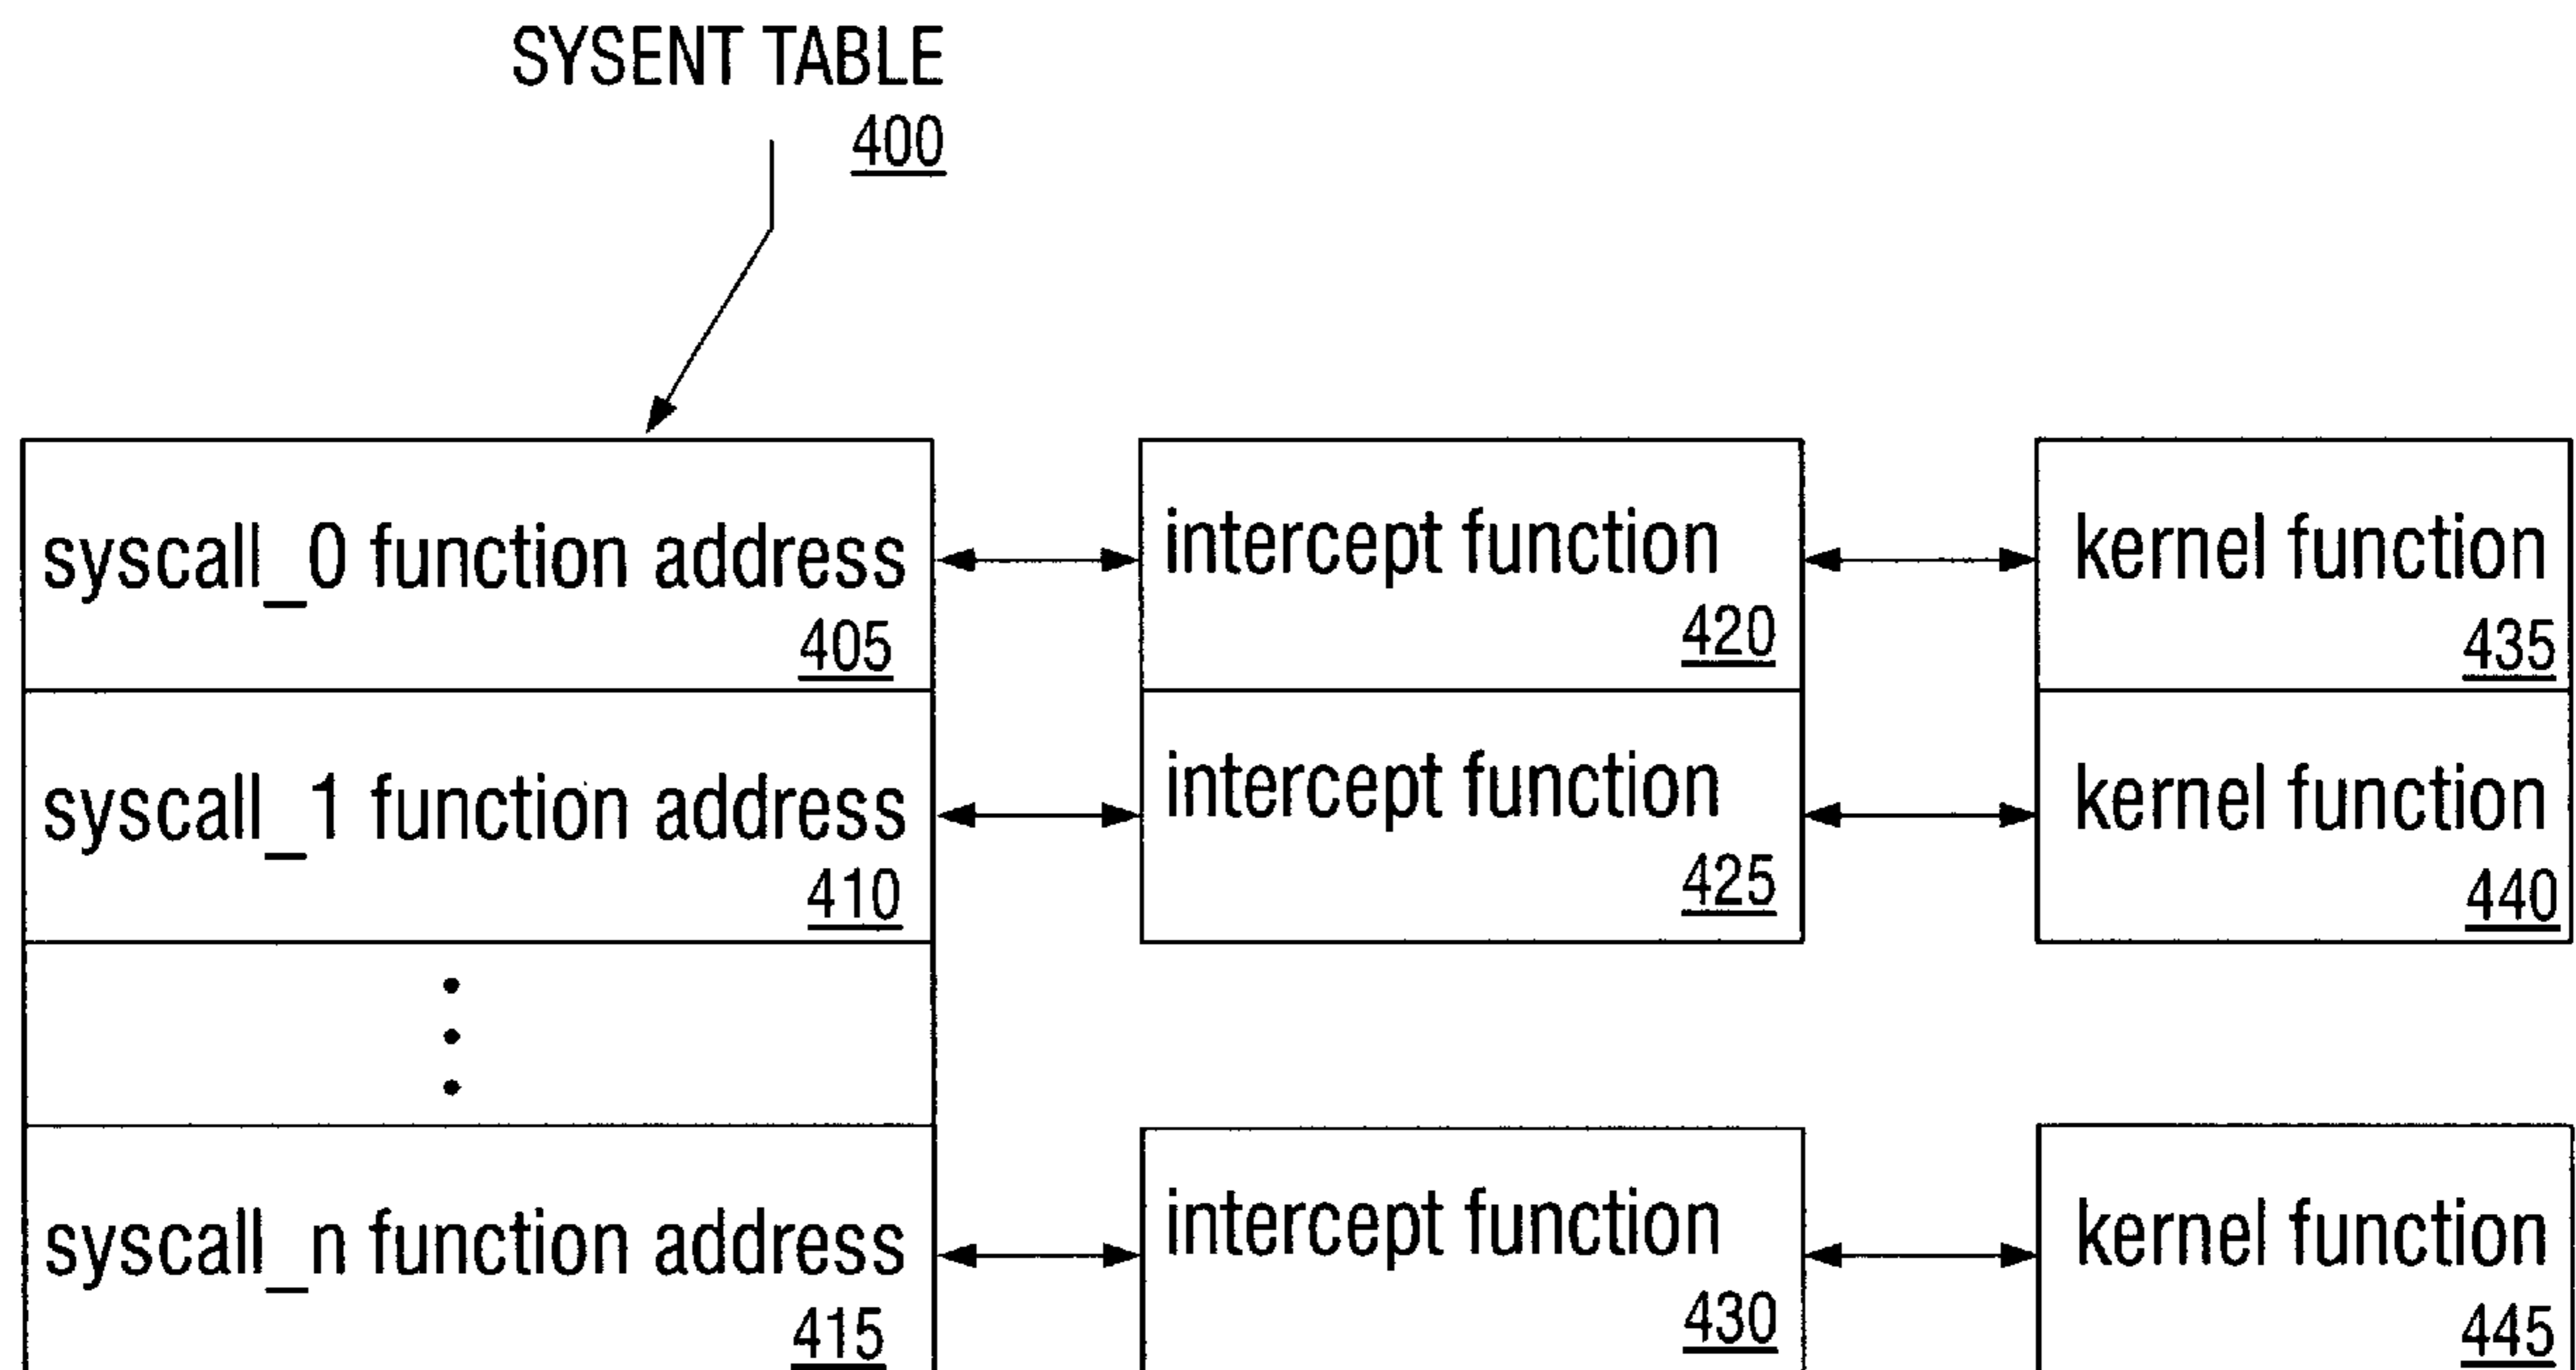 SYSENT TABLE
400
syscall_0 function address
405
intercept function
420
kernel function
435
syscall_1 function address
410
intercept function
425
kernel function
440
syscall_n function address
415
intercept function
430
kernel function
445